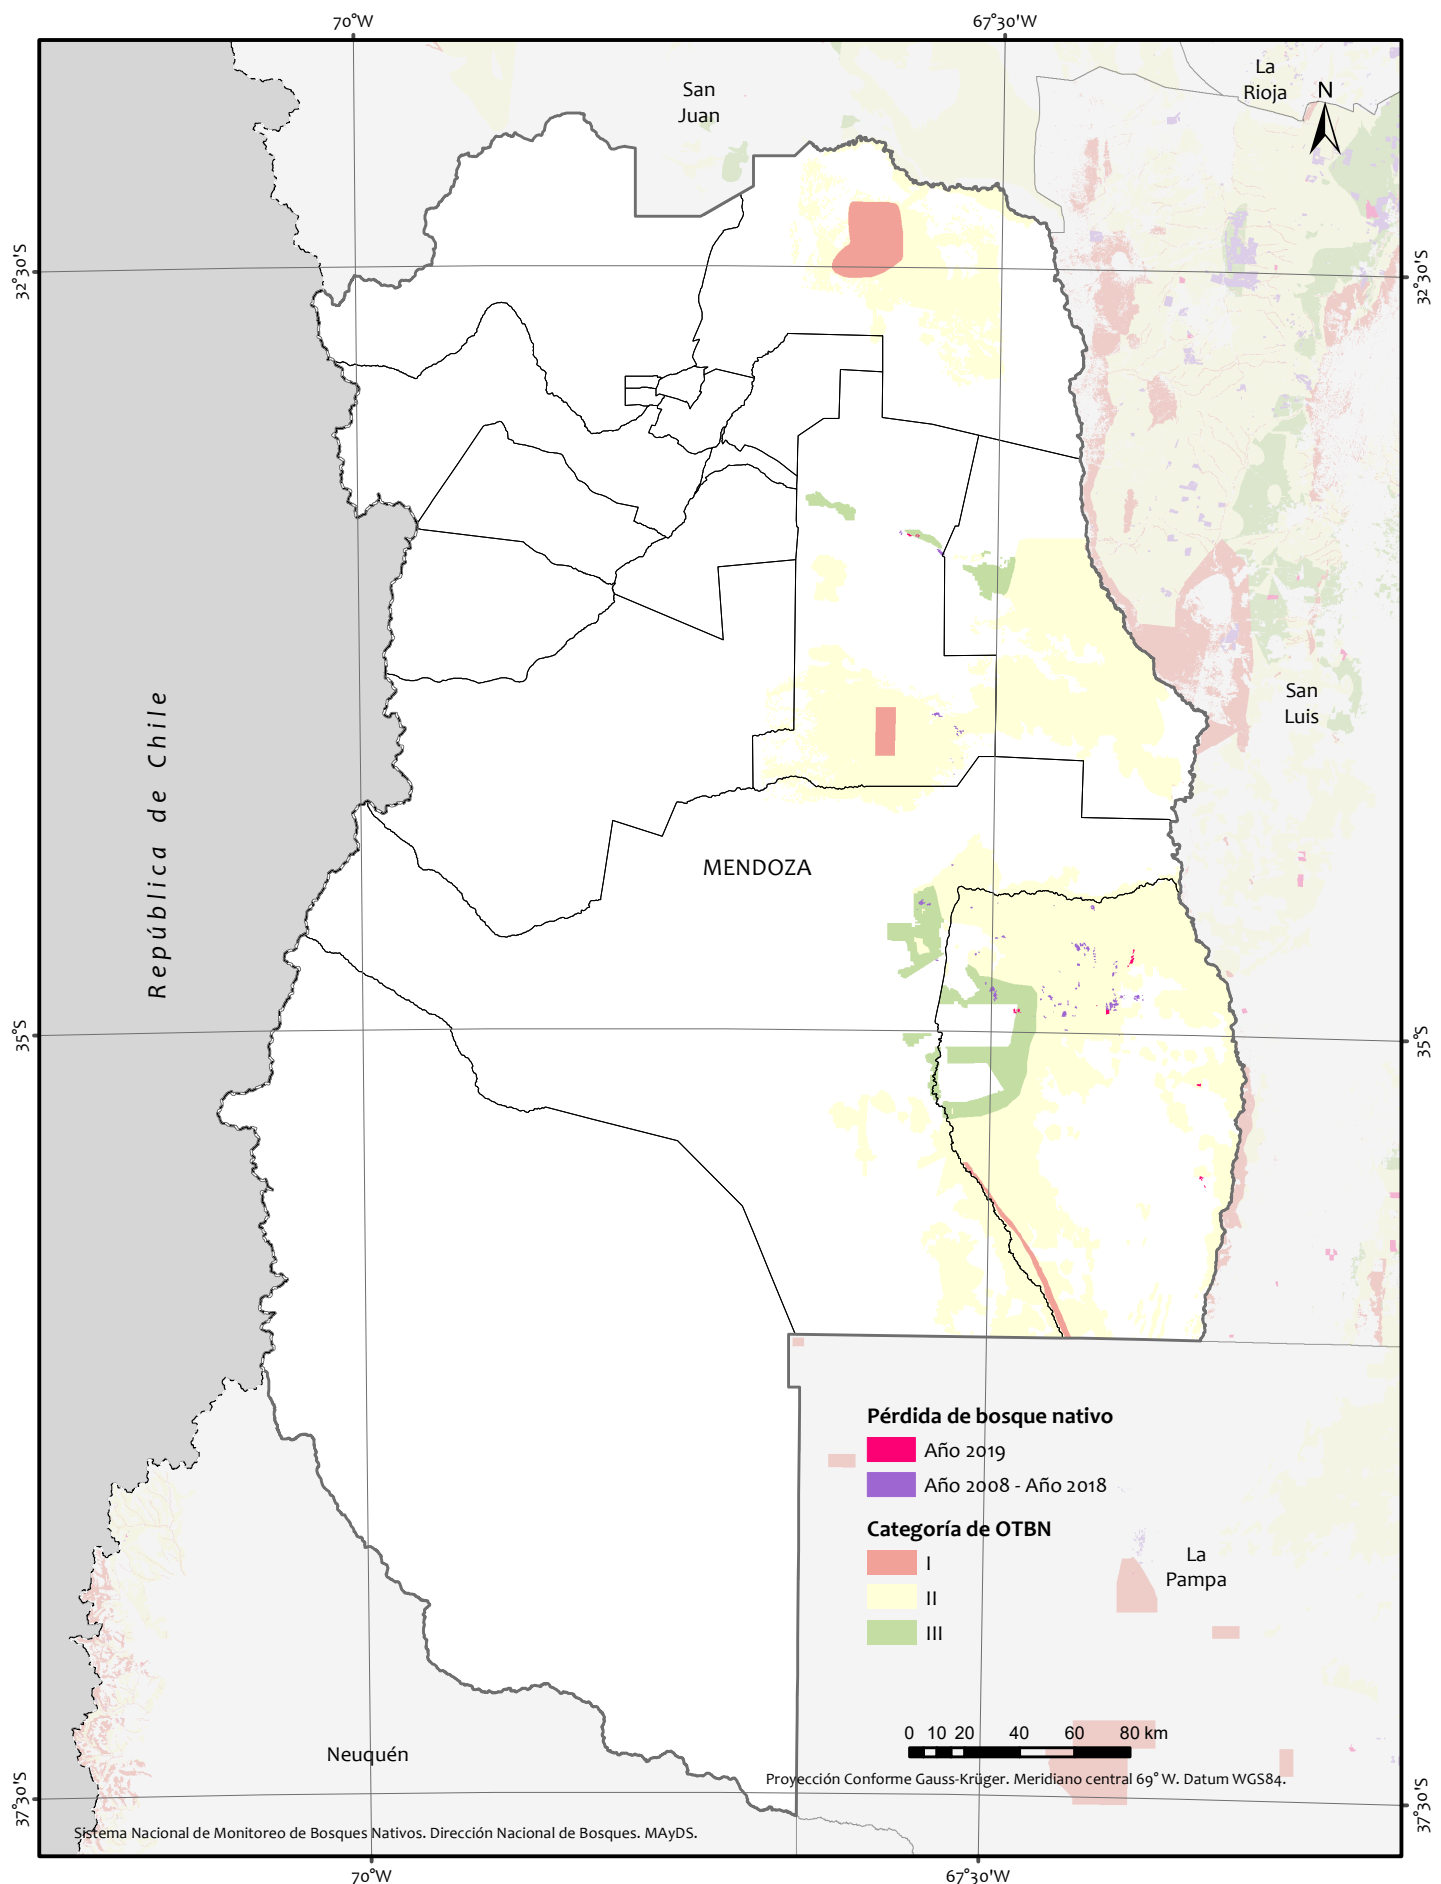 70°W
67°30'W
San
Juan
La
Rioja
N
32°30'S
32°30'S
San
Luis
República de Chile
MENDOZA
35°S
35°S
Pérdida de bosque nativo
Año 2019
Año 2008 - Año 2018
Categoría de OTBN
I
II
III
La
Pampa
0 10 20 40 60 80 km
Neuquén
Proyección Conforme Gauss-Krüger. Meridiano central 69° W. Datum WGS84.
37°30'S
37°30'S
Sistema Nacional de Monitoreo de Bosques Nativos. Dirección Nacional de Bosques. MAyDS.
70°W
67°30'W